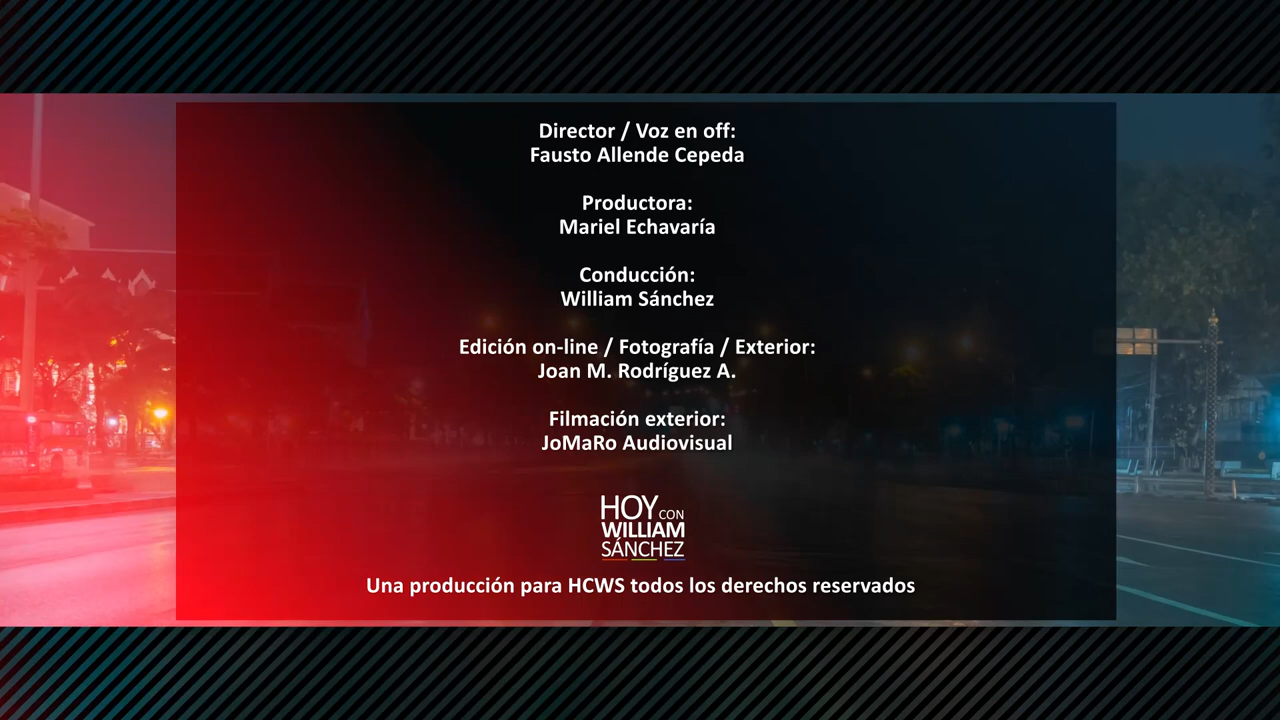 Director / Voz en off:
Fausto Allende Cepeda
Productora:
Mariel Echavaría
Conducción:
William Sánchez
Edición on-line / Fotografía / Exterior:
Joan M. Rodríguez A.
Filmación exterior:
JoMaRo Audiovisual
HOY CON
WILLIAM
SÁNCHEZ
Una producción para HCWS todos los derechos reservados